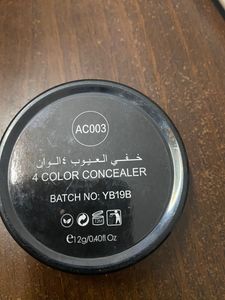 AC003
خفي العيوب ٤ الوان
4 COLOR CONCEALER
BATCH NO: YB19B
℮12g/0.40fl Oz